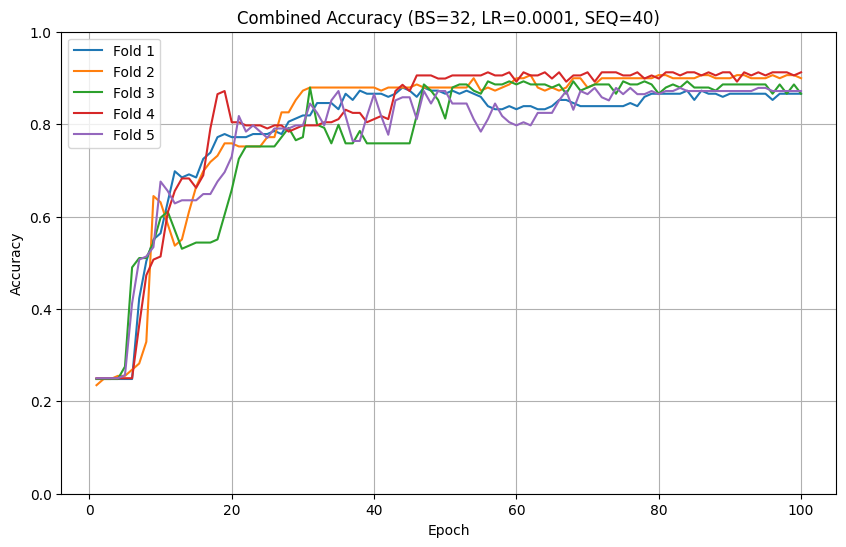 Combined Accuracy (BS=32, LR=0.0001, SEQ=40)
Fold 1
Fold 2
Fold 3
Fold 4
Fold 5
1.0
0.8
0.6
0.4
0.2
0.0
Accuracy
0 20 40 60 80 100
Epoch